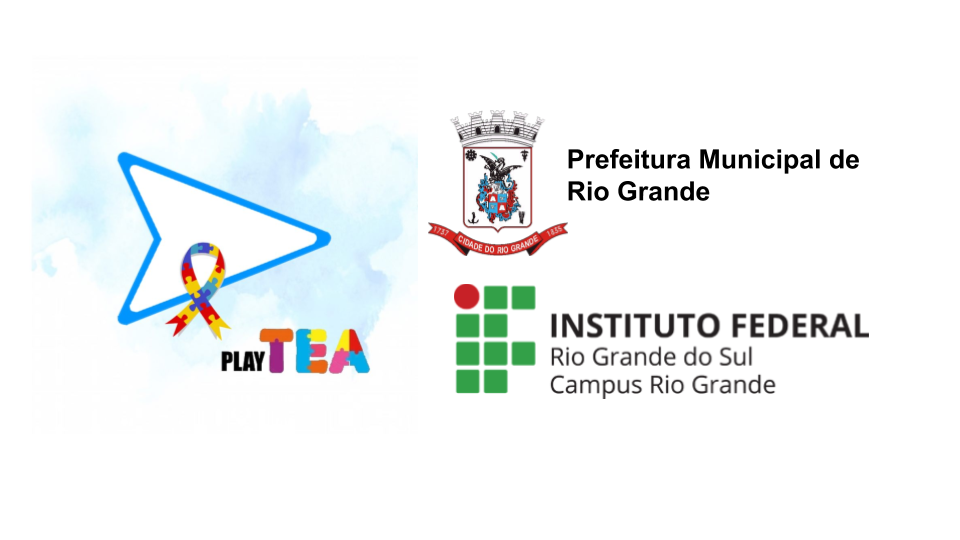 PLAY TEA
Prefeitura Municipal de
Rio Grande
1737 CIDADE DO RIO GRANDE 1835
INSTITUTO FEDERAL
Rio Grande do Sul
Campus Rio Grande